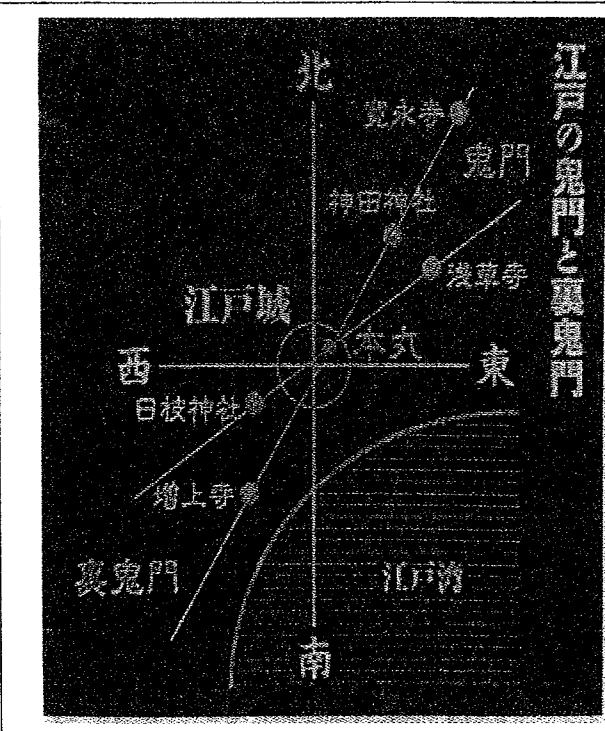 江戸の鬼門と裏鬼門
北
寛永寺
鬼門
神田神社
浅草寺
江戸城
本丸
西
東
日枝神社
増上寺
裏鬼門
江戸湾
南